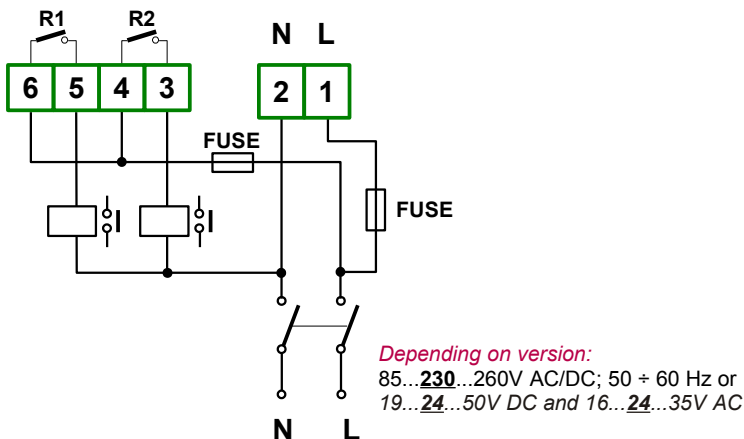 R1 R2
N L
6 5 4 3 2 1
FUSE
FUSE
Depending on version:
85...230...260V AC/DC; 50 ÷ 60 Hz or
19...24...50V DC and 16...24...35V AC
N L